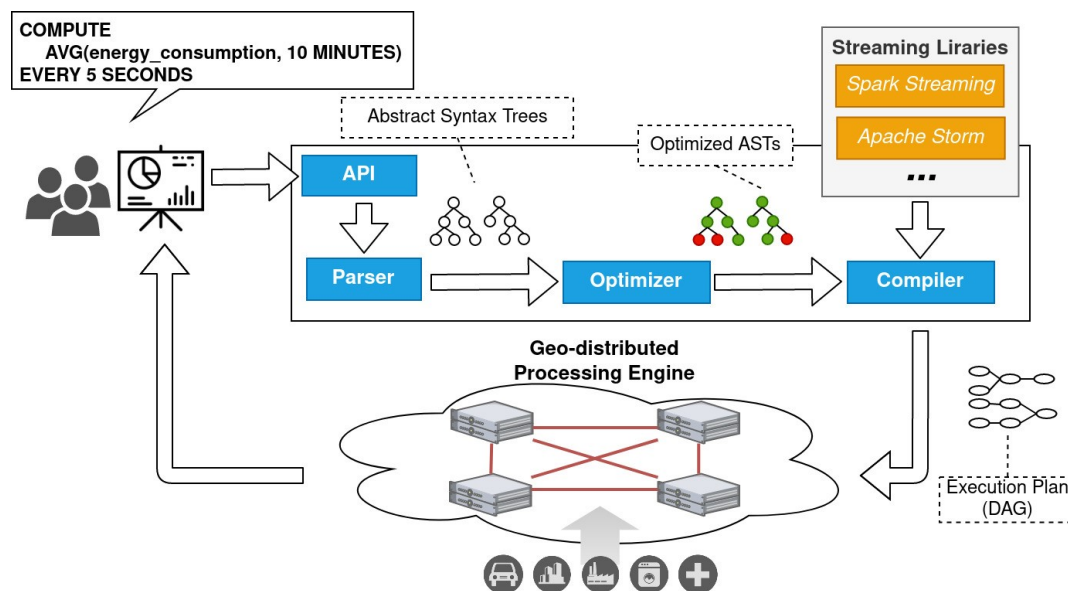 COMPUTE
AVG(energy_consumption, 10 MINUTES)
EVERY 5 SECONDS
Streaming Liraries
Spark Streaming
Apache Storm
...
Abstract Syntax Trees
Optimized ASTs
API
Parser
Optimizer
Compiler
Geo-distributed
Processing Engine
Execution Plan
(DAG)